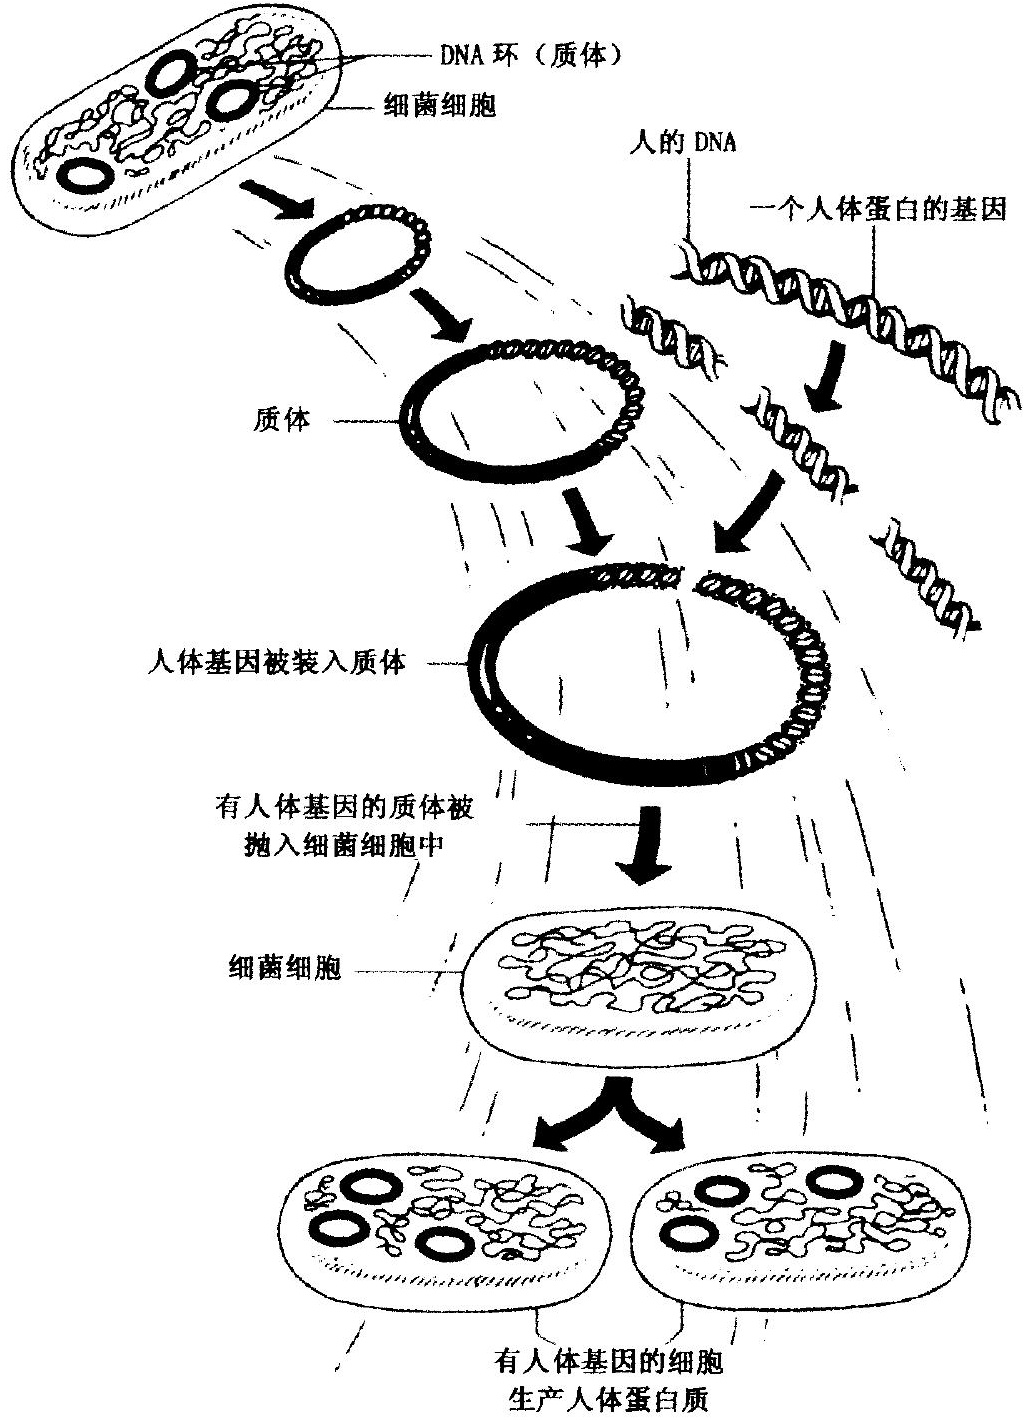 DNA 环（质体）
细菌细胞
人的 DNA
一个人体蛋白的基因
质体
人体基因被装入质体
有人体基因的质体被
抛入细菌细胞中
细菌细胞
有人体基因的细胞
生产人体蛋白质